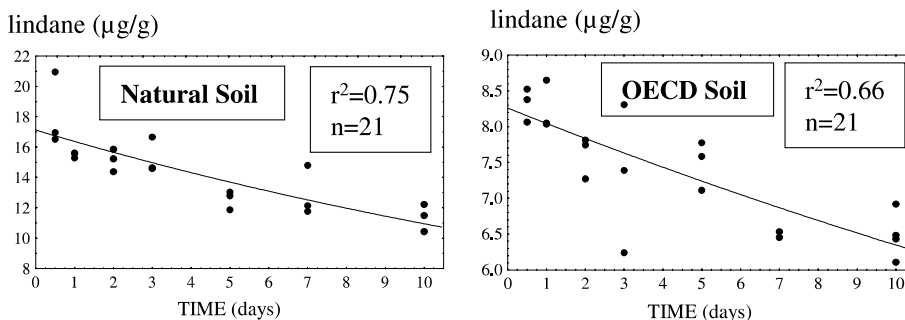 lindane (µg/g)
22
20
18
16
14
12
10
8
Natural Soil
r²=0.75
n=21
0 1 2 3 4 5 6 7 8 9 10
TIME (days)
lindane (µg/g)
9.0
8.5
8.0
7.5
7.0
6.5
6.0
OECD Soil
r²=0.66
n=21
0 1 2 3 4 5 6 7 8 9 10
TIME (days)